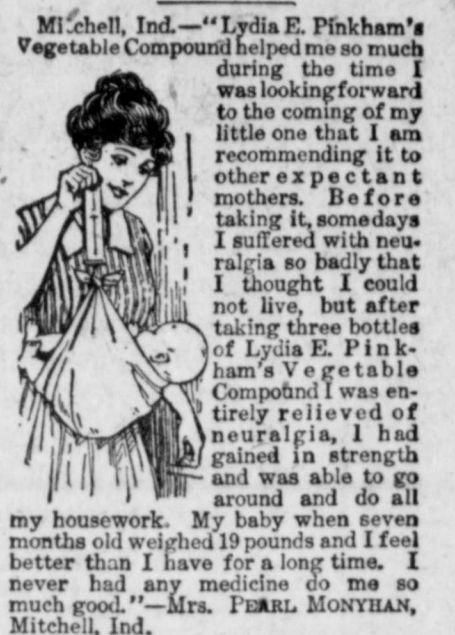 Mitchell, Ind.—"Lydia E. Pinkham's
Vegetable Compound helped me so much
during the time I
was looking forward
to the coming of my
little one that I am
recommending it to
other expectant
mothers. Before
taking it, some days
I suffered with neu-
ralgia so badly that
I thought I could
not live, but after
taking three bottles
of Lydia E. Pink-
ham's Vegetable
Compound I was en-
tirely relieved of
neuralgia, I had
gained in strength
and was able to go
around and do all
my housework. My baby when seven
months old weighed 19 pounds and I feel
better than I have for a long time. I
never had any medicine do me so
much good."—Mrs. PEARL MONYHAN,
Mitchell, Ind.